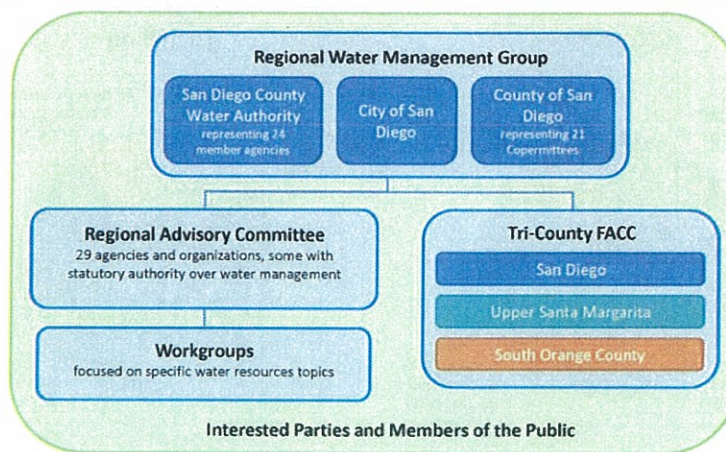 Regional Water Management Group
San Diego County
Water Authority
representing 24
member agencies
City of San
Diego
County of San
Diego
representing 21
Copermittees
Regional Advisory Committee
29 agencies and organizations, some with
statutory authority over water management
Workgroups
focused on specific water resources topics
Tri-County FACC
San Diego
Upper Santa Margarita
South Orange County
Interested Parties and Members of the Public